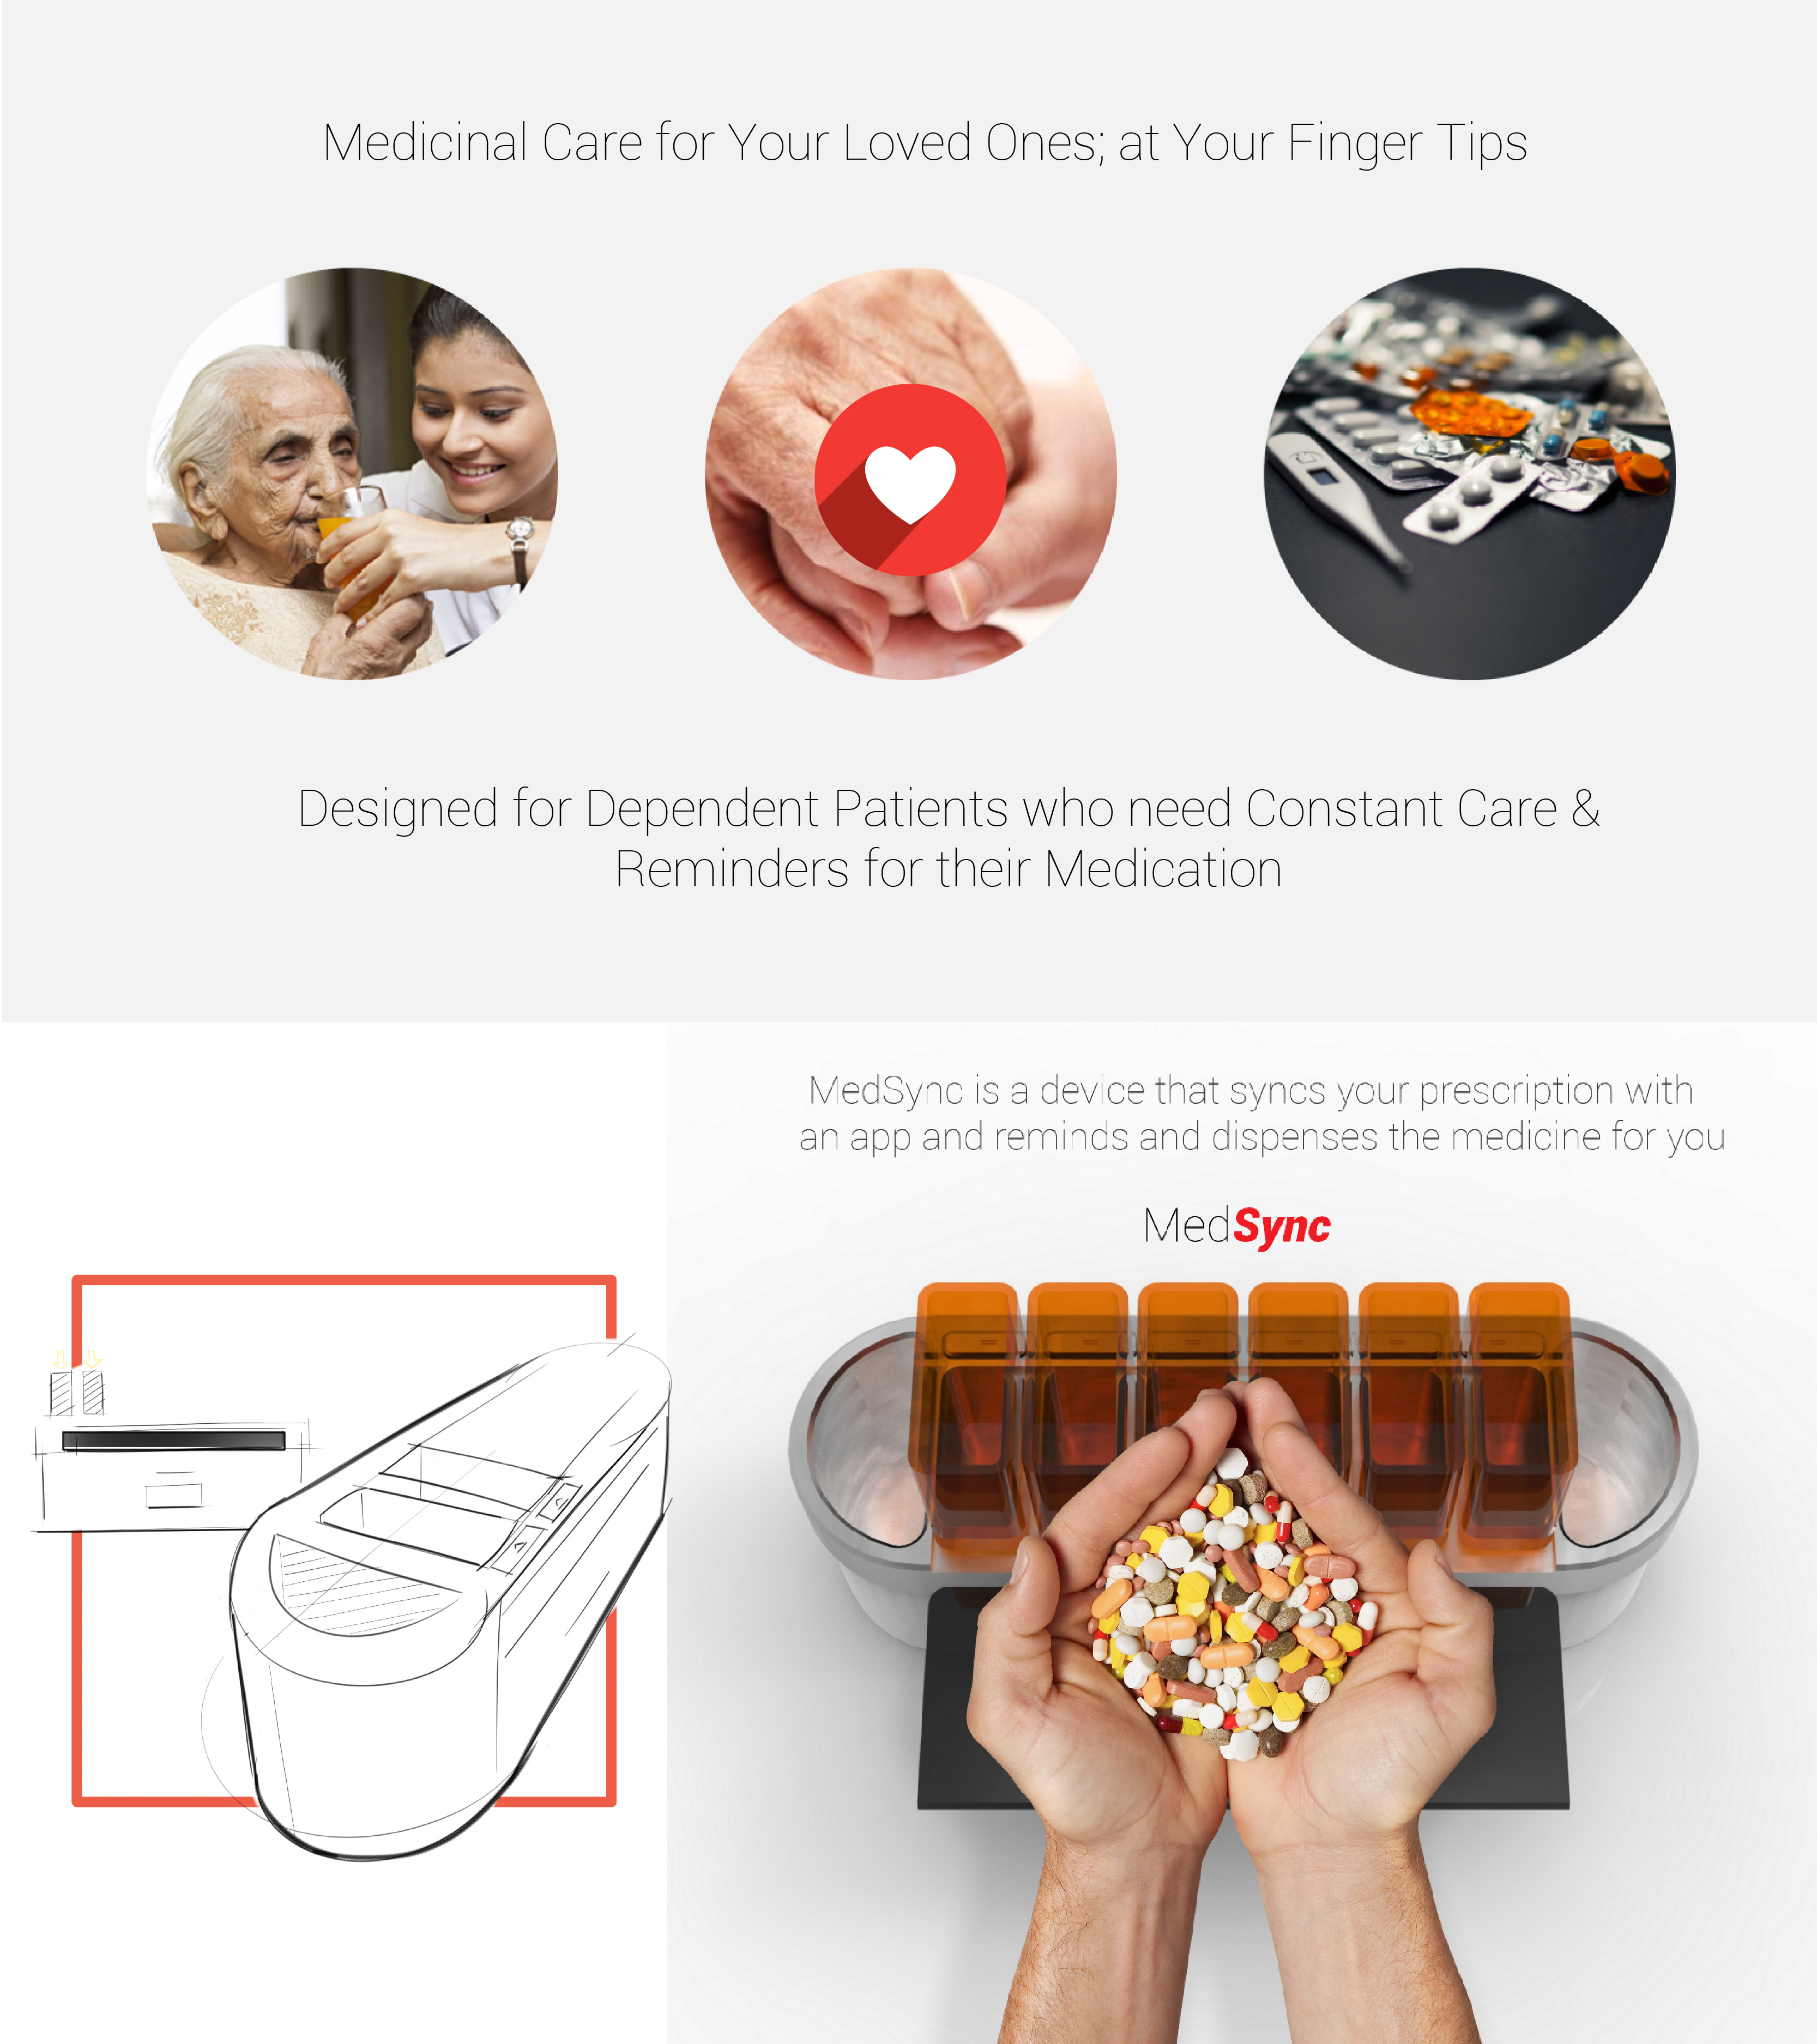 Medicinal Care for Your Loved Ones; at Your Finger Tips
Designed for Dependent Patients who need Constant Care &
Reminders for their Medication
MedSync is a device that syncs your prescription with
an app and reminds and dispenses the medicine for you
MedSync